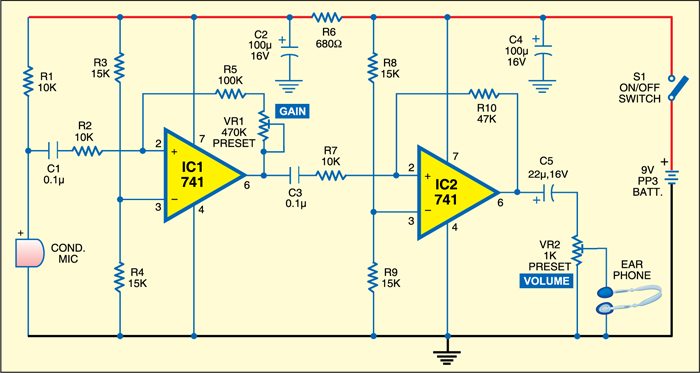 R1
10K
R3
15K
C2
100µ
16V
R6
680Ω
R8
15K
C4
100µ
16V
S1
ON/OFF
SWITCH
R5
100K
GAIN
VR1
470K
PRESET
R10
47K
R2
10K
C1
0.1µ
2
+
7
IC1
741
6
3
−
4
C3
0.1µ
R7
10K
2
+
7
IC2
741
6
3
−
4
C5
22µ,16V
+
+
+
+
9V
PP3
BATT.
+
COND.
MIC
R4
15K
R9
15K
VR2
1K
PRESET
VOLUME
EAR
PHONE